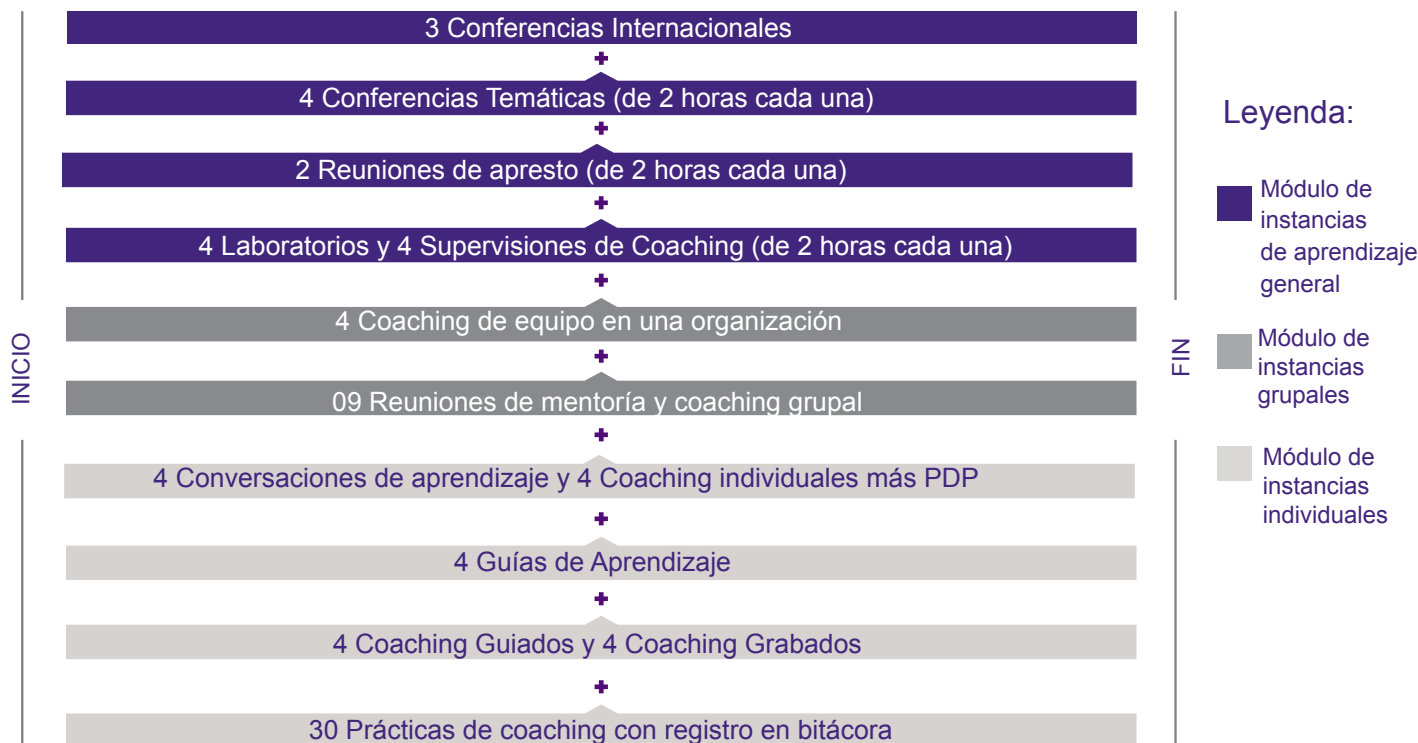 3 Conferencias Internacionales
+
4 Conferencias Temáticas (de 2 horas cada una)
+
2 Reuniones de apresto (de 2 horas cada una)
+
4 Laboratorios y 4 Supervisiones de Coaching (de 2 horas cada una)
+
4 Coaching de equipo en una organización
+
09 Reuniones de mentoría y coaching grupal
+
4 Conversaciones de aprendizaje y 4 Coaching individuales más PDP
+
4 Guías de Aprendizaje
+
4 Coaching Guiados y 4 Coaching Grabados
+
30 Prácticas de coaching con registro en bitácora
INICIO
FIN
Leyenda:
Módulo de
instancias
de aprendizaje
general
Módulo de
instancias
grupales
Módulo de
instancias
individuales